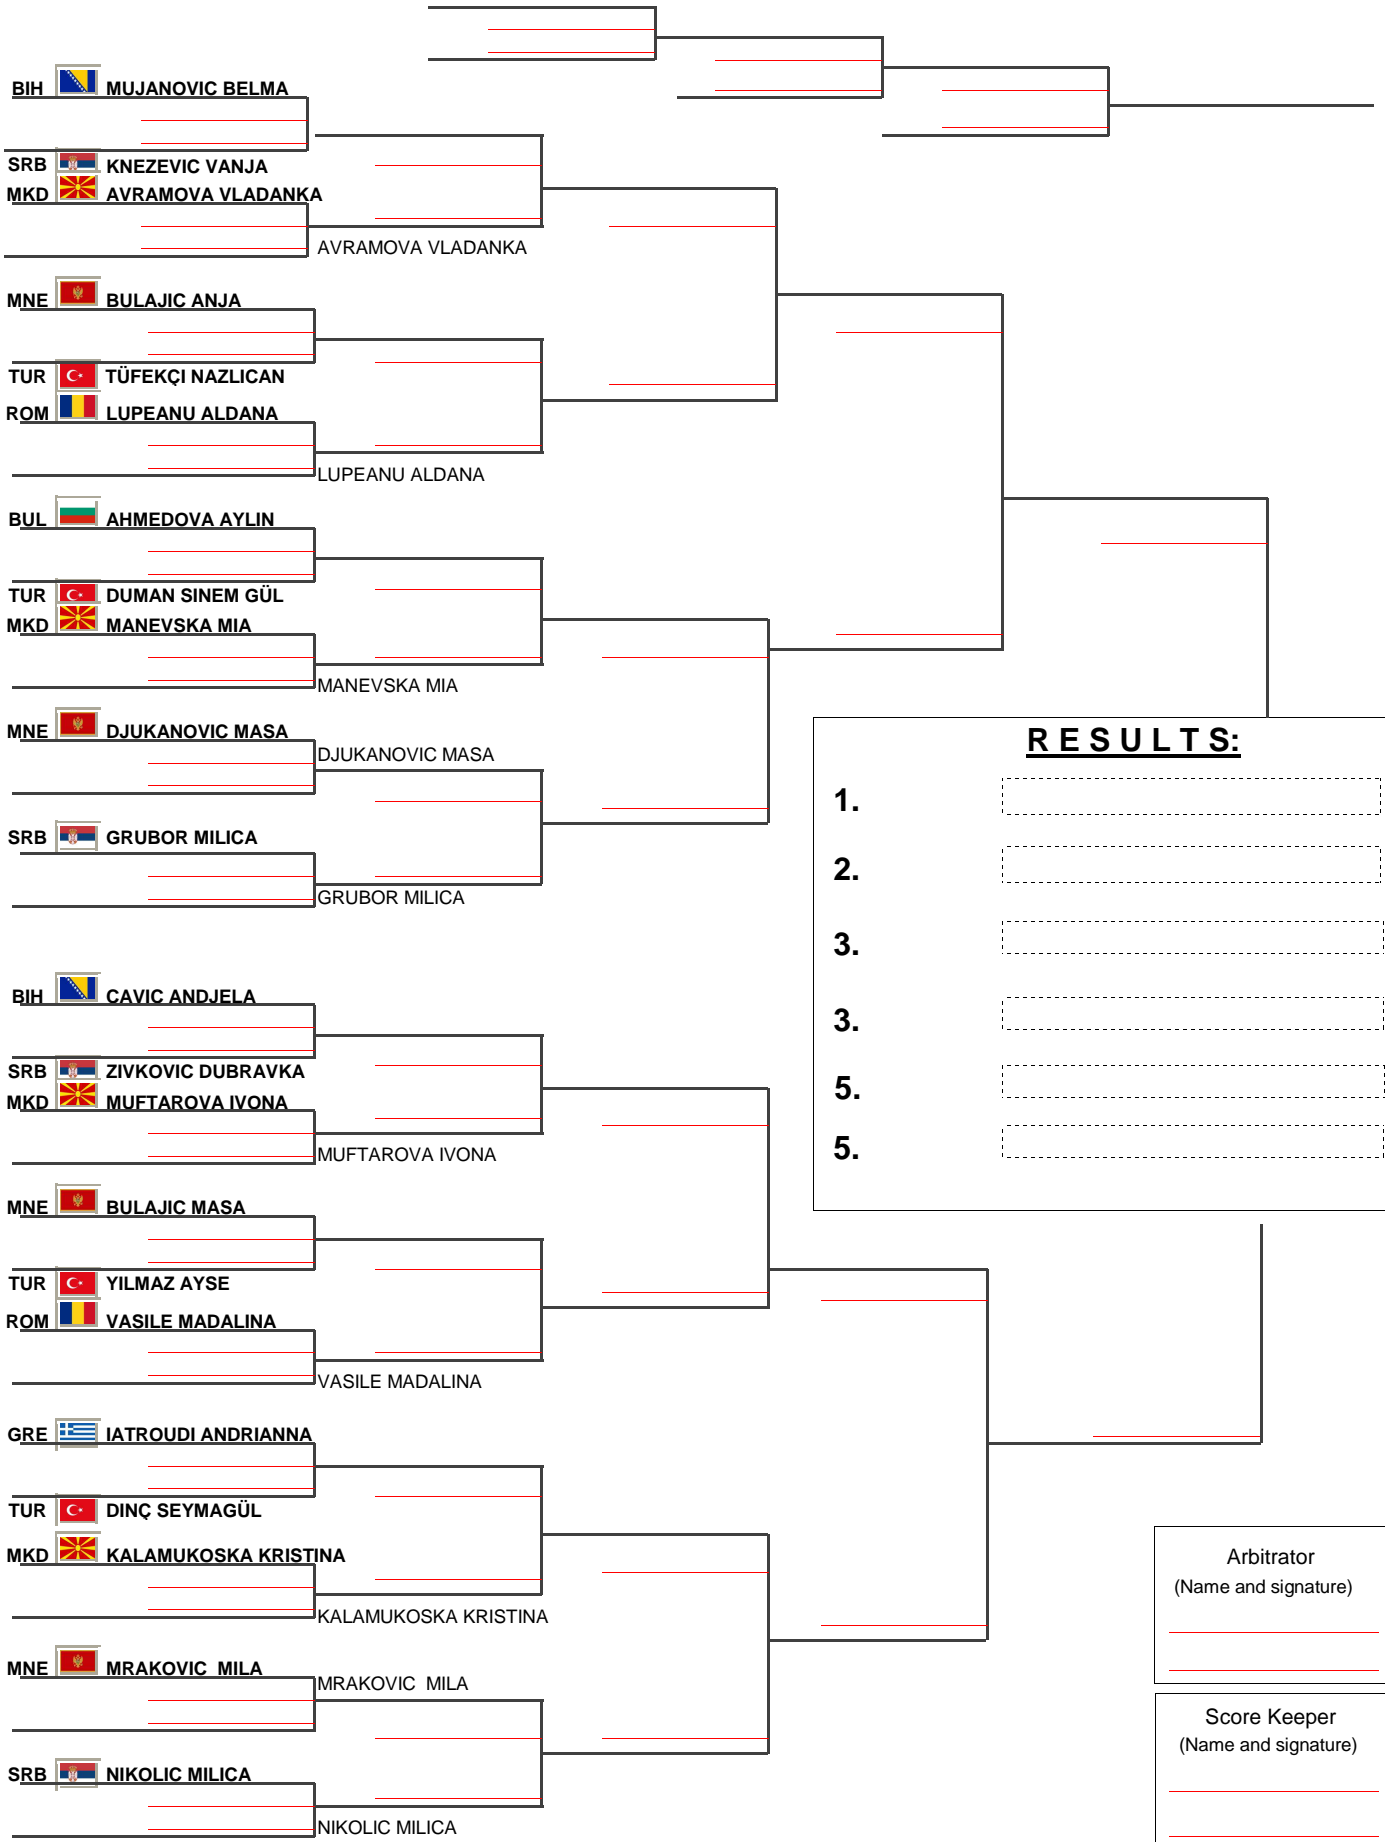 BIH MUJANOVIC BELMA
SRB KNEZEVIC VANJA
MKD AVRAMOVA VLADANKA
AVRAMOVA VLADANKA
MNE BULAJIC ANJA
TUR TÜFEKÇI NAZLICAN
ROM LUPEANU ALDANA
LUPEANU ALDANA
BUL AHMEDOVA AYLIN
TUR DUMAN SINEM GÜL
MKD MANEVSKA MIA
MANEVSKA MIA
MNE DJUKANOVIC MASA
DJUKANOVIC MASA
SRB GRUBOR MILICA
GRUBOR MILICA
BIH CAVIC ANDJELA
SRB ZIVKOVIC DUBRAVKA
MKD MUFTAROVA IVONA
MUFTAROVA IVONA
MNE BULAJIC MASA
TUR YILMAZ AYSE
ROM VASILE MADALINA
VASILE MADALINA
GRE IATROUDI ANDRIANNA
TUR DINÇ SEYMAGÜL
MKD KALAMUKOSKA KRISTINA
KALAMUKOSKA KRISTINA
MNE MRAKOVIC  MILA
MRAKOVIC  MILA
SRB NIKOLIC MILICA
NIKOLIC MILICA
R E S U L T S:
1.
2.
3.
3.
5.
5.
Arbitrator
(Name and signature)
Score Keeper
(Name and signature)